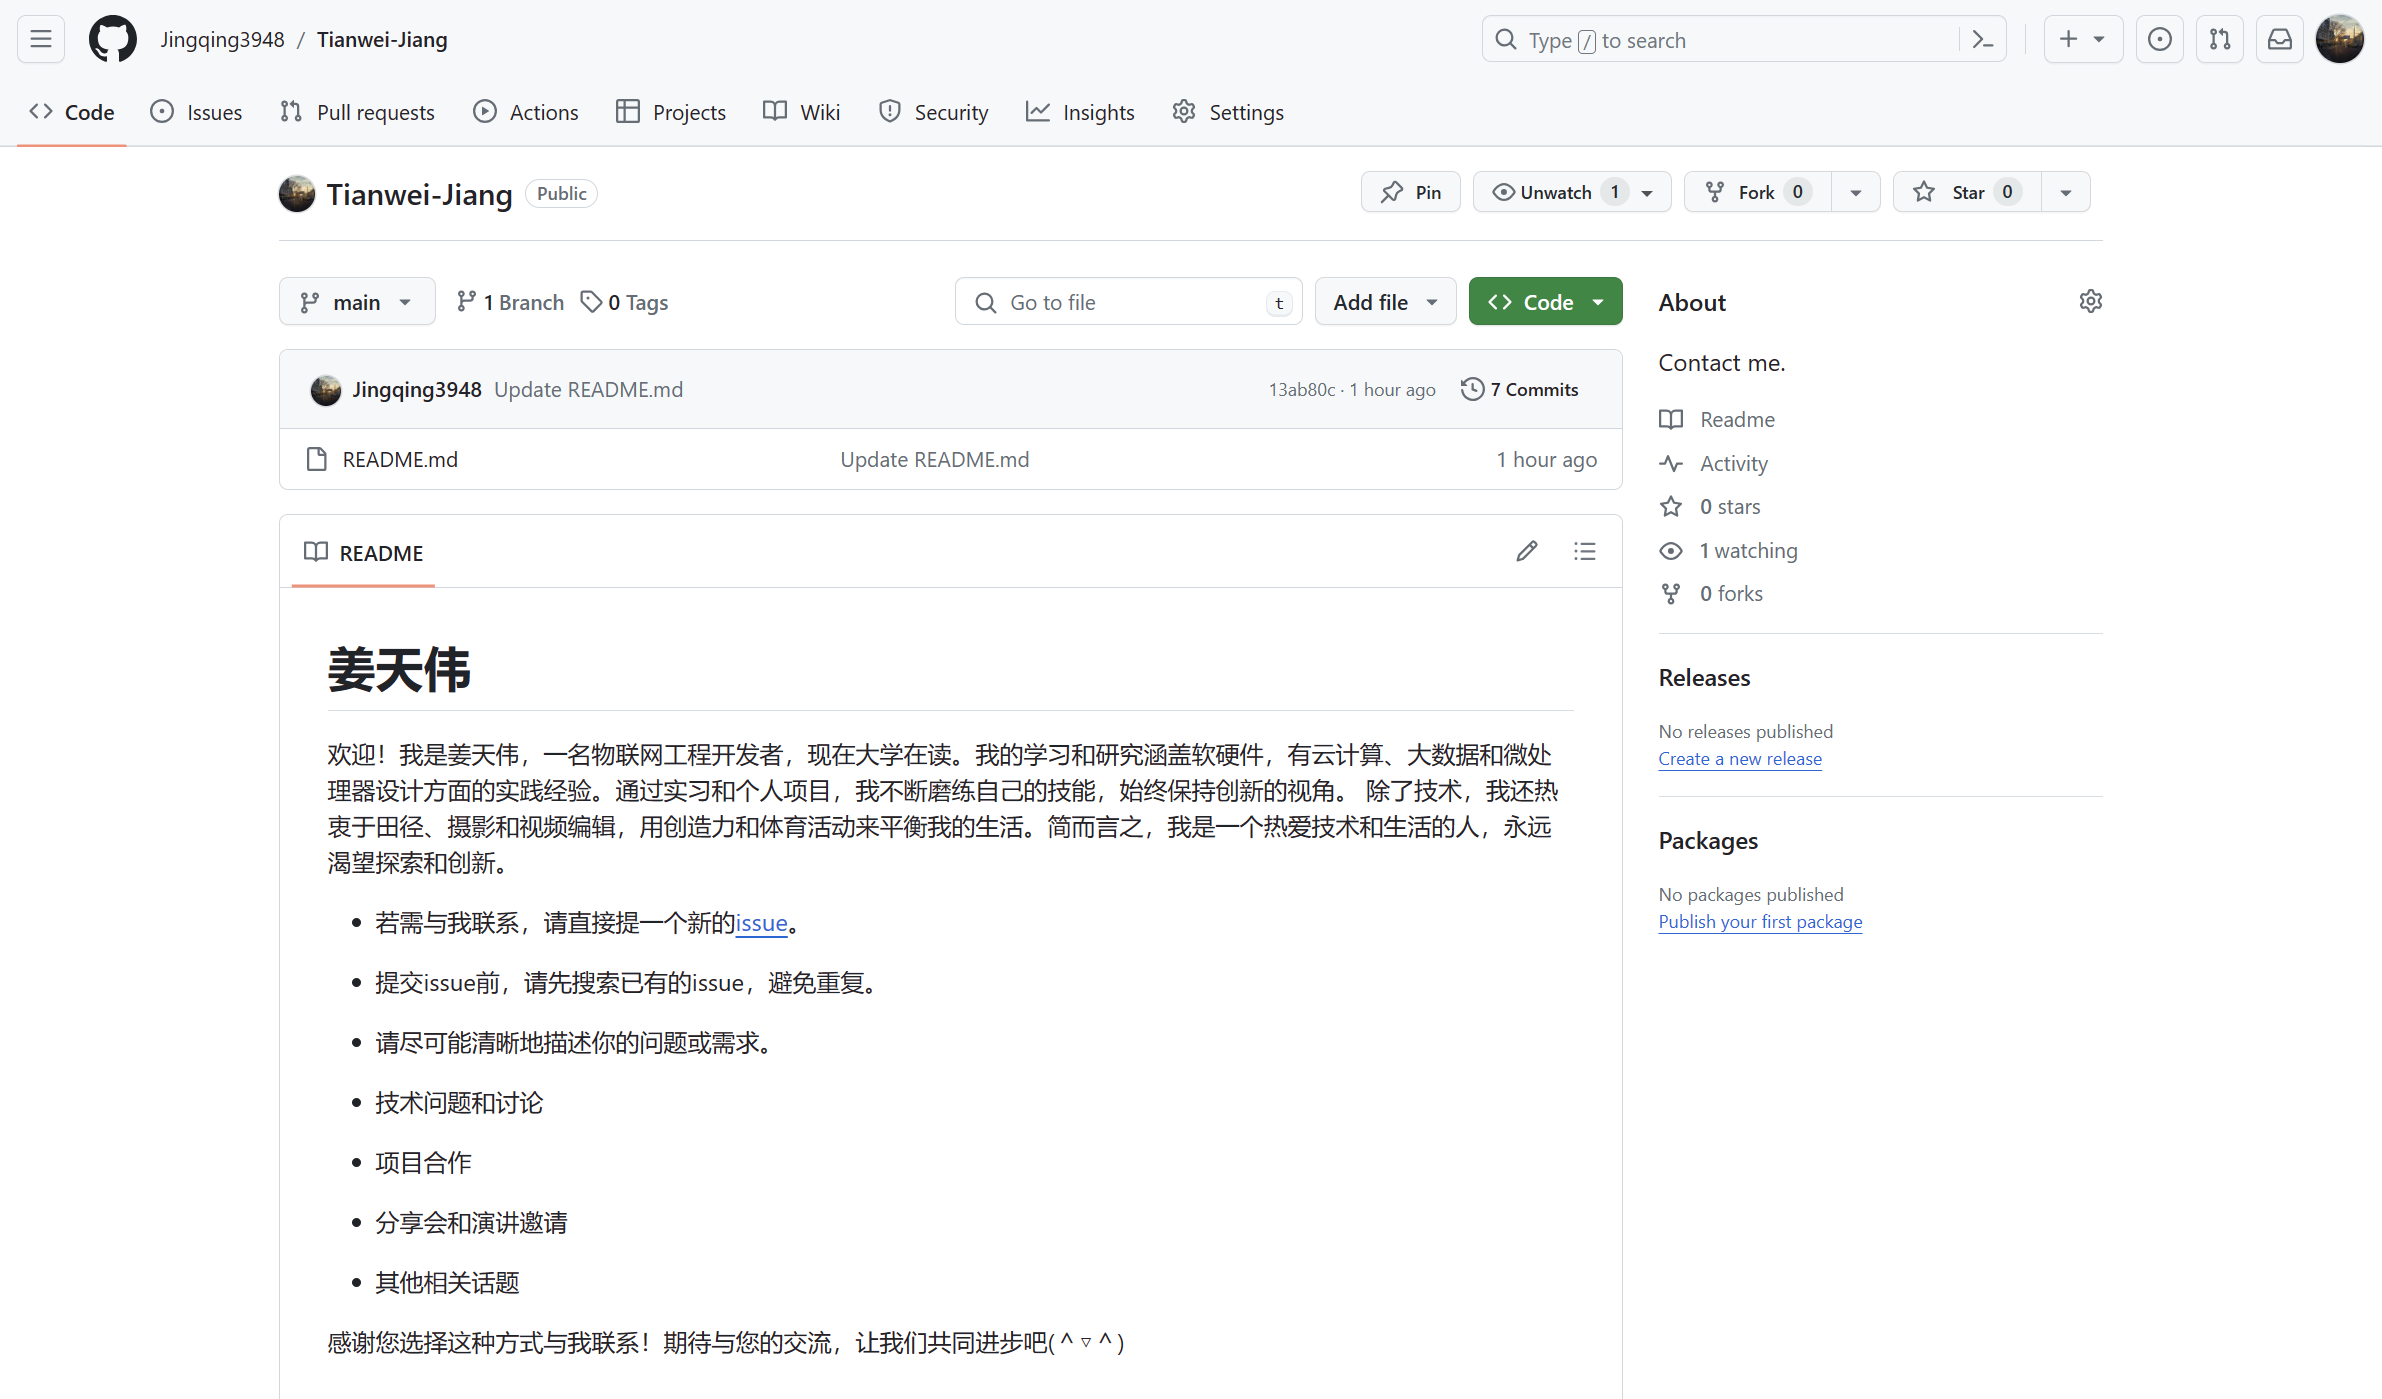 Jingqing3948 / Tianwei-Jiang
Type / to search
Code Issues Pull requests Actions Projects Wiki Security Insights Settings
Tianwei-Jiang Public
Pin Unwatch 1 Fork 0 Star 0
main 1 Branch 0 Tags Go to file t Add file Code
Jingqing3948 Update README.md 13ab80c · 1 hour ago 7 Commits
README.md Update README.md 1 hour ago
README
姜天伟
欢迎！我是姜天伟，一名物联网工程开发者，现在大学在读。我的学习和研究涵盖软硬件，有云计算、大数据和微处
理器设计方面的实践经验。通过实习和个人项目，我不断磨练自己的技能，始终保持创新的视角。 除了技术，我还热
衷于田径、摄影和视频编辑，用创造力和体育活动来平衡我的生活。简而言之，我是一个热爱技术和生活的人，永远
渴望探索和创新。
• 若需与我联系，请直接提一个新的issue。
• 提交issue前，请先搜索已有的issue，避免重复。
• 请尽可能清晰地描述你的问题或需求。
• 技术问题和讨论
• 项目合作
• 分享会和演讲邀请
• 其他相关话题
感谢您选择这种方式与我联系！期待与您的交流，让我们共同进步吧(＾▽＾)
About
Contact me.
Readme
Activity
0 stars
1 watching
0 forks
Releases
No releases published
Create a new release
Packages
No packages published
Publish your first package